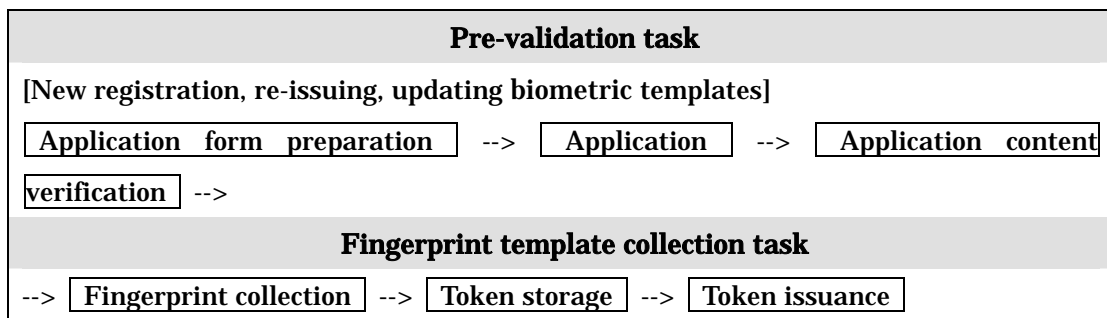 Pre-validation task
[New registration, re-issuing, updating biometric templates]
Application form preparation --> Application --> Application content
verification -->
Fingerprint template collection task
--> Fingerprint collection --> Token storage --> Token issuance